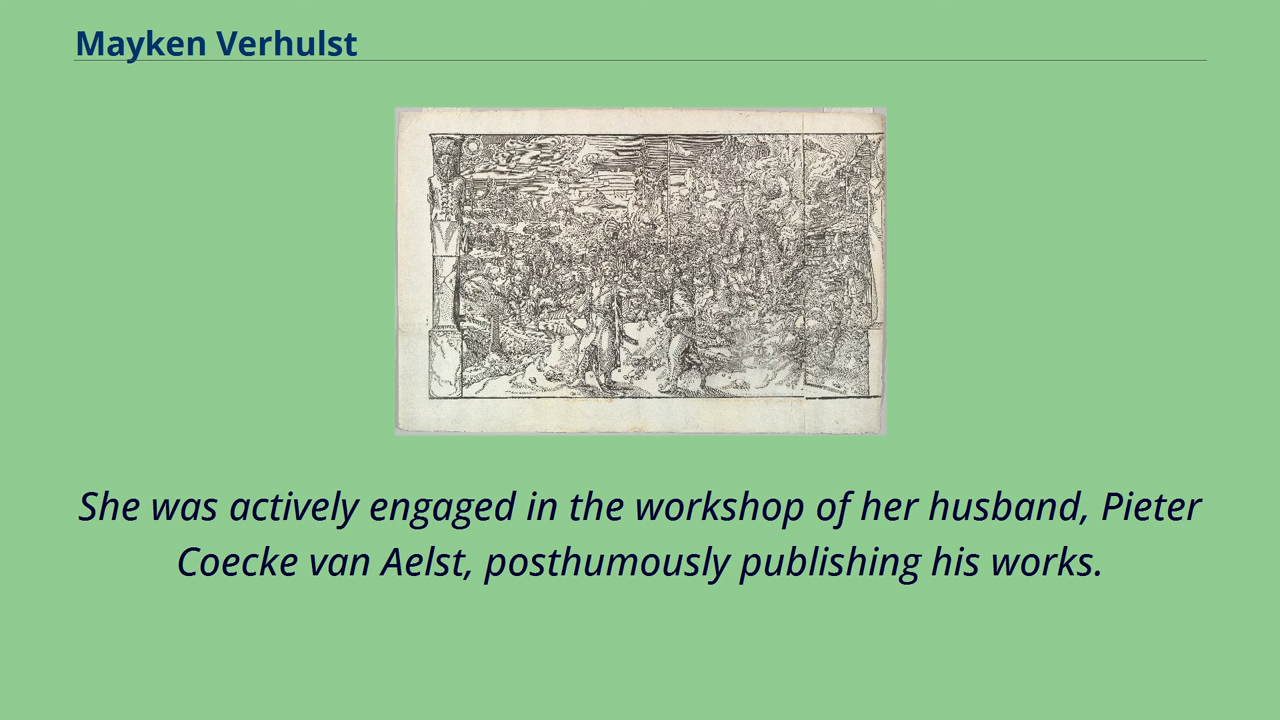 Mayken Verhulst
She was actively engaged in the workshop of her husband, Pieter
Coecke van Aelst, posthumously publishing his works.